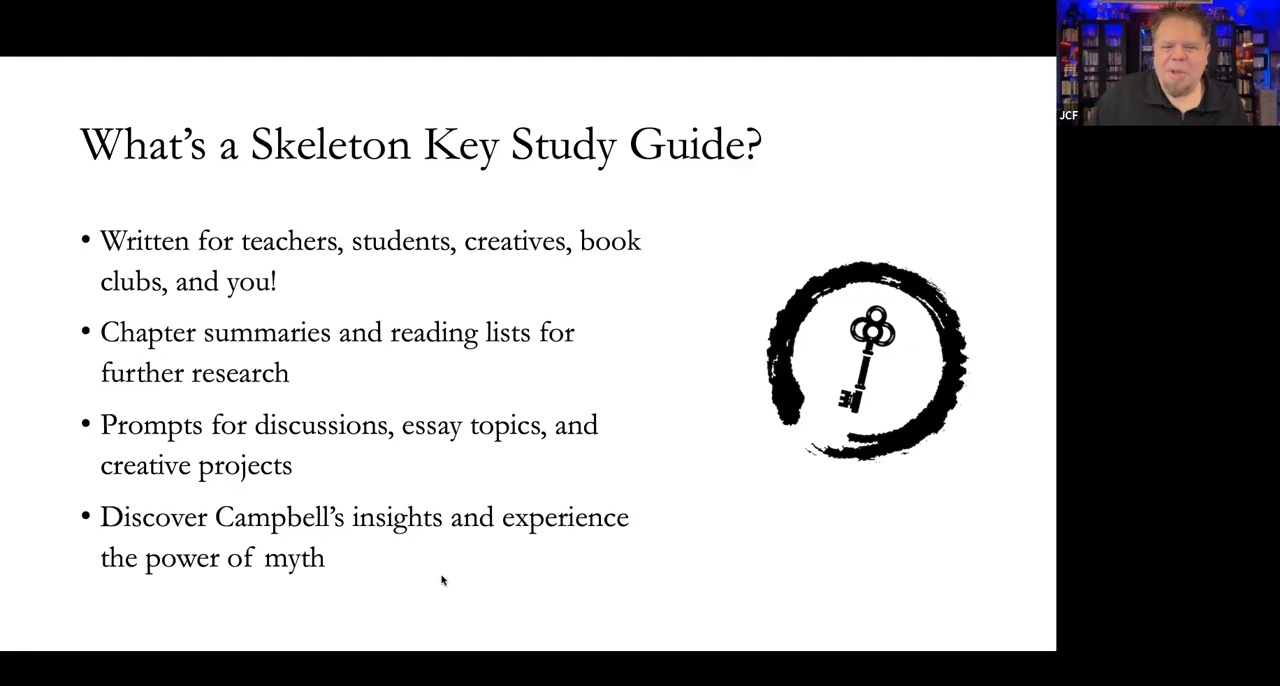 What's a Skeleton Key Study Guide?
• Written for teachers, students, creatives, book
clubs, and you!
• Chapter summaries and reading lists for
further research
• Prompts for discussions, essay topics, and
creative projects
• Discover Campbell's insights and experience
the power of myth
JCF